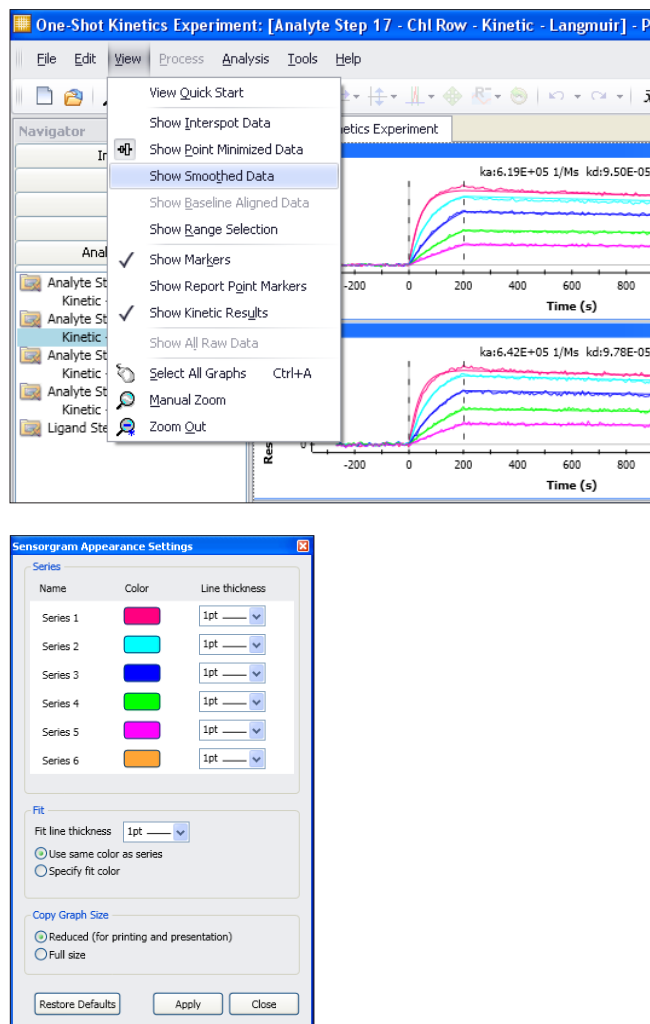 One-Shot Kinetics Experiment: [Analyte Step 17 - Chl Row - Kinetic - Langmuir] - P
File Edit View Process Analysis Tools Help
View Quick Start
Show Interspot Data
Show Point Minimized Data
Show Smoothed Data
Show Baseline Aligned Data
Show Range Selection
Show Markers
Show Report Point Markers
Show Kinetic Results
Show All Raw Data
Select All Graphs Ctrl+A
Manual Zoom
Zoom Out
Navigator
Ir
Anal
Analyte St
Kinetic -
Analyte St
Kinetic -
Analyte St
Kinetic -
Analyte St
Kinetic -
Ligand Ste
netics Experiment
ka:6.19E+05 1/Ms kd:9.50E-05
-200 0 200 400 600 800
Time (s)
ka:6.42E+05 1/Ms kd:9.78E-05
Res
0
-200 0 200 400 600 800
Time (s)
Sensorgram Appearance Settings
Series
Name Color Line thickness
Series 1 1pt
Series 2 1pt
Series 3 1pt
Series 4 1pt
Series 5 1pt
Series 6 1pt
Fit
Fit line thickness 1pt
Use same color as series
Specify fit color
Copy Graph Size
Reduced (for printing and presentation)
Full size
Restore Defaults Apply Close